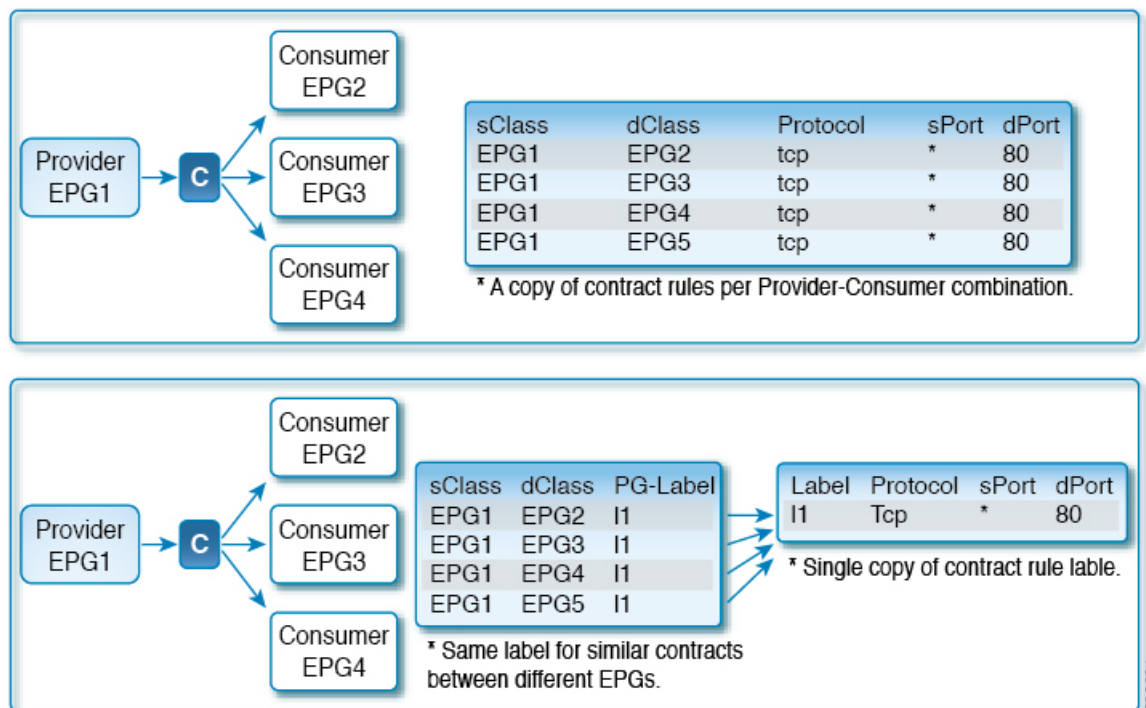 Consumer
EPG2
Provider
EPG1
C
Consumer
EPG3
Consumer
EPG4
sClass dClass Protocol sPort dPort
EPG1 EPG2 tcp * 80
EPG1 EPG3 tcp * 80
EPG1 EPG4 tcp * 80
EPG1 EPG5 tcp * 80
* A copy of contract rules per Provider-Consumer combination.
Consumer
EPG2
Provider
EPG1
C
Consumer
EPG3
Consumer
EPG4
sClass dClass PG-Label
EPG1 EPG2 l1
EPG1 EPG3 l1
EPG1 EPG4 l1
EPG1 EPG5 l1
* Same label for similar contracts
between different EPGs.
Label Protocol sPort dPort
l1 Tcp * 80
* Single copy of contract rule lable.